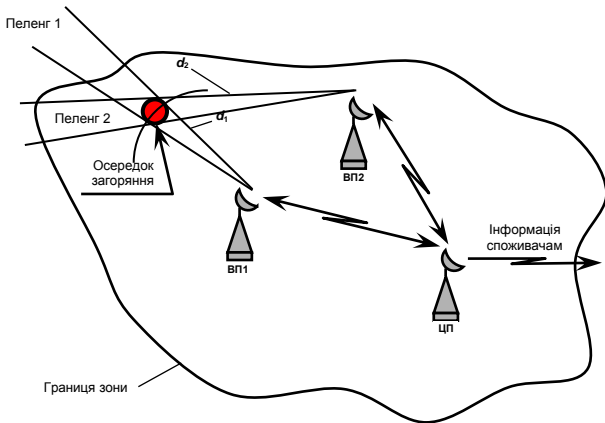 Пеленг 1
d2
Пеленг 2
d1
Осередок
загоряння
ВП2
ВП1
Інформація
споживачам
ЦП
Границя зони